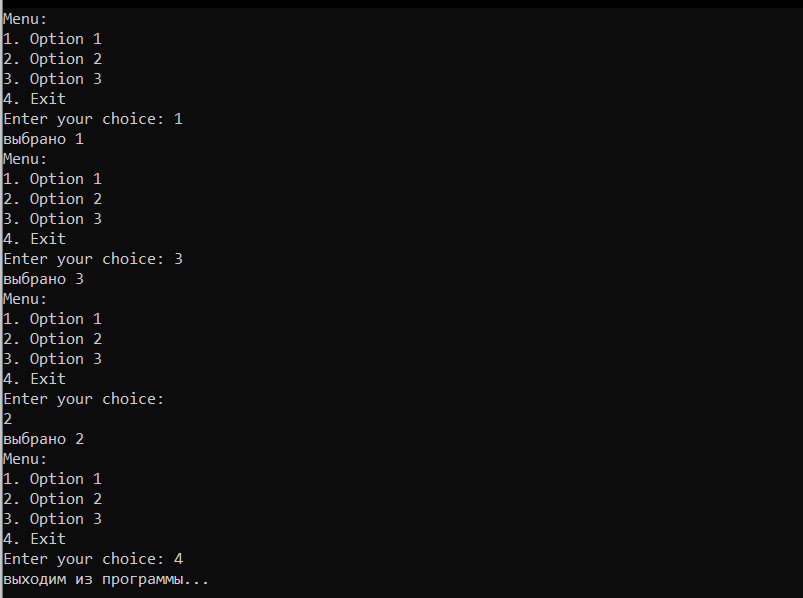 Menu:
1. Option 1
2. Option 2
3. Option 3
4. Exit
Enter your choice: 1
выбрано 1
Menu:
1. Option 1
2. Option 2
3. Option 3
4. Exit
Enter your choice: 3
выбрано 3
Menu:
1. Option 1
2. Option 2
3. Option 3
4. Exit
Enter your choice:
2
выбрано 2
Menu:
1. Option 1
2. Option 2
3. Option 3
4. Exit
Enter your choice: 4
выходим из программы...